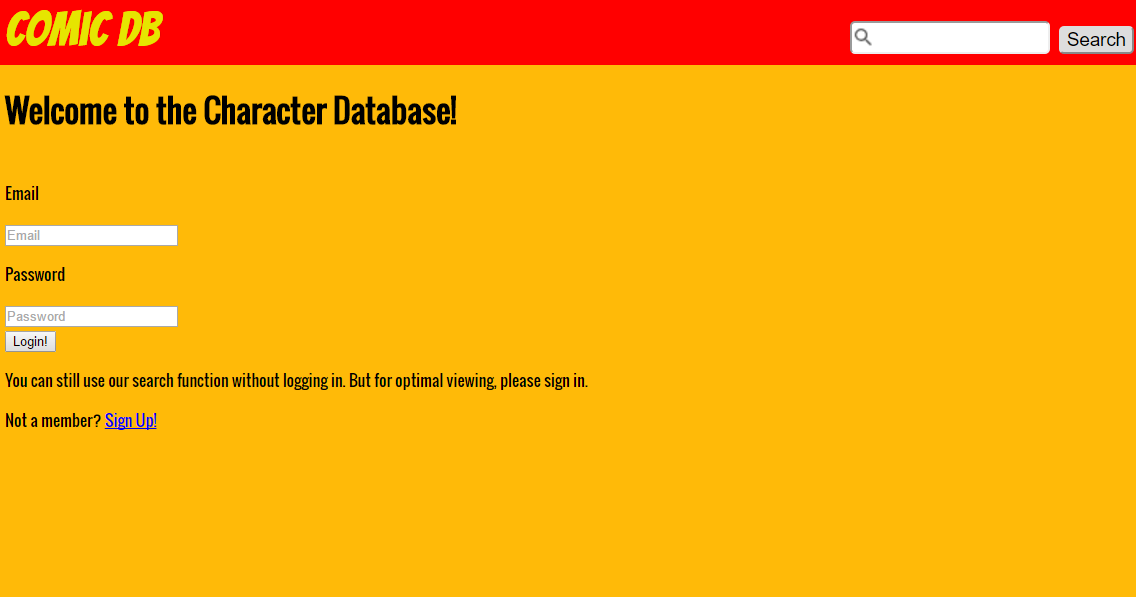 COMIC DB
Search
Welcome to the Character Database!
Email
Email
Password
Password
Login!
You can still use our search function without logging in. But for optimal viewing, please sign in.
Not a member? Sign Up!